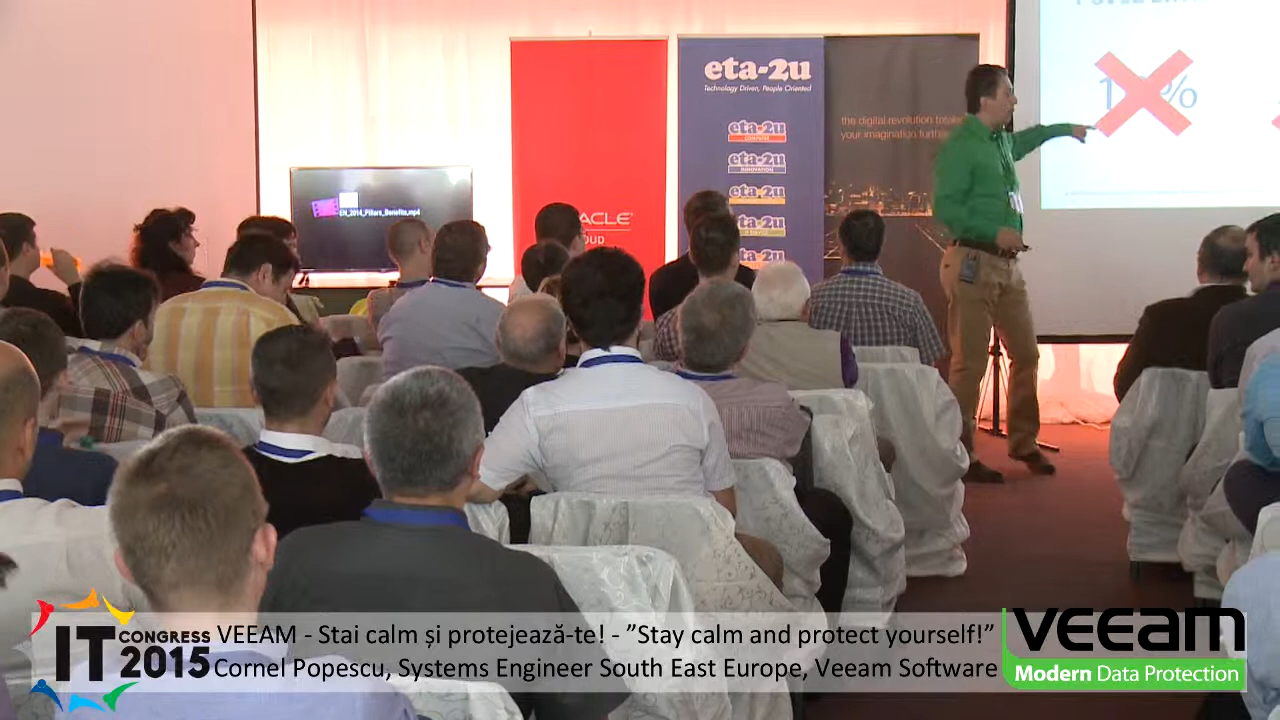 eta-2u
Technology Driven, People Oriented
the digital revolution
your imagination
eta-2u
eta-2u
INNOVATION
eta-2u
eta-2u
eta-2u
EN_2014_Pillars_Benefits.mp4
IT CONGRESS 2015
VEEAM - Stai calm și protejează-te! - ”Stay calm and protect yourself!”
Cornel Popescu, Systems Engineer South East Europe, Veeam Software
veeam
Modern Data Protection